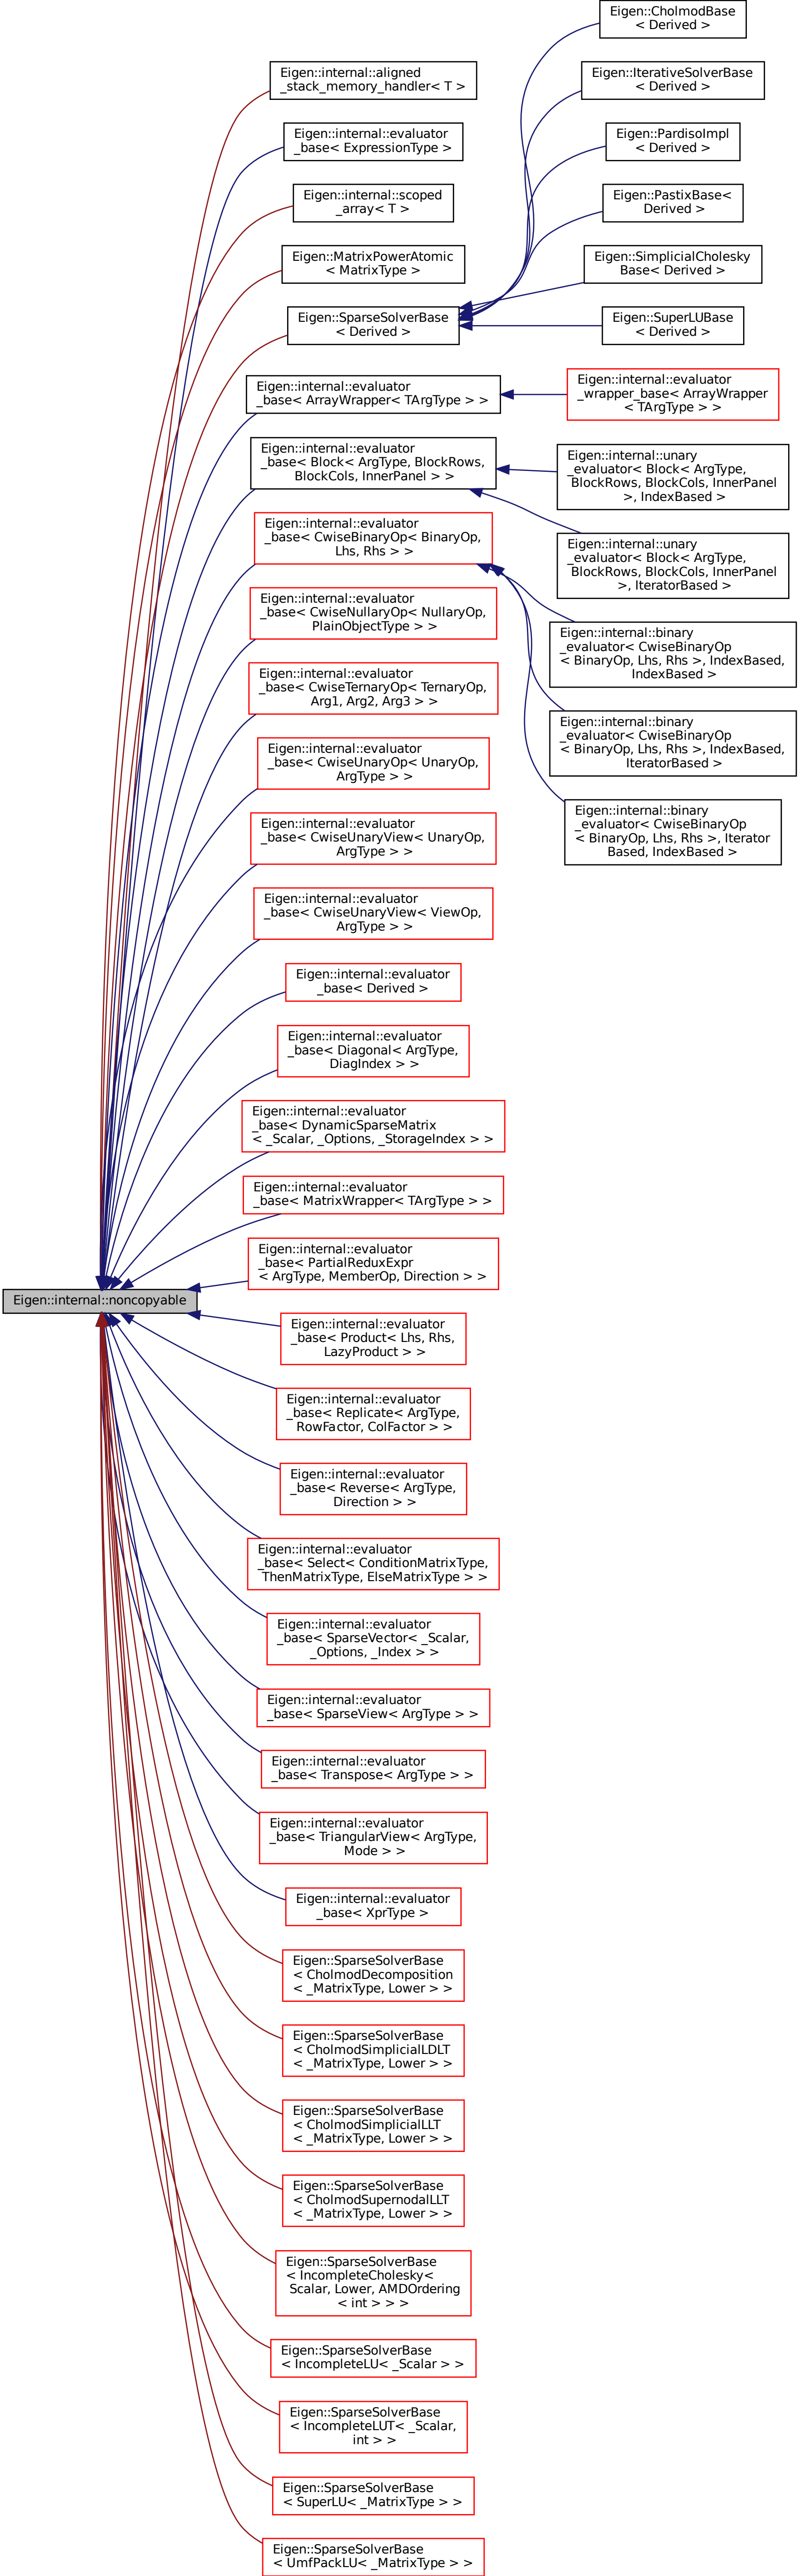 Eigen::CholmodBase
< Derived >
Eigen::internal::aligned
_stack_memory_handler< T >
Eigen::IterativeSolverBase
< Derived >
Eigen::internal::evaluator
_base< ExpressionType >
Eigen::PardisoImpl
< Derived >
Eigen::internal::scoped
_array< T >
Eigen::PastixBase<
Derived >
Eigen::MatrixPowerAtomic
< MatrixType >
Eigen::SimplicialCholesky
Base< Derived >
Eigen::SparseSolverBase
< Derived >
Eigen::SuperLUBase
< Derived >
Eigen::internal::evaluator
_base< ArrayWrapper< TArgType > >
Eigen::internal::evaluator
_wrapper_base< ArrayWrapper
< TArgType > >
Eigen::internal::evaluator
_base< Block< ArgType, BlockRows,
BlockCols, InnerPanel > >
Eigen::internal::unary
_evaluator< Block< ArgType,
BlockRows, BlockCols, InnerPanel
>, IndexBased >
Eigen::internal::evaluator
_base< CwiseBinaryOp< BinaryOp,
Lhs, Rhs > >
Eigen::internal::unary
_evaluator< Block< ArgType,
BlockRows, BlockCols, InnerPanel
>, IteratorBased >
Eigen::internal::evaluator
_base< CwiseNullaryOp< NullaryOp,
PlainObjectType > >
Eigen::internal::binary
_evaluator< CwiseBinaryOp
< BinaryOp, Lhs, Rhs >, IndexBased,
IndexBased >
Eigen::internal::evaluator
_base< CwiseTernaryOp< TernaryOp,
Arg1, Arg2, Arg3 > >
Eigen::internal::binary
_evaluator< CwiseBinaryOp
< BinaryOp, Lhs, Rhs >, IndexBased,
IteratorBased >
Eigen::internal::evaluator
_base< CwiseUnaryOp< UnaryOp,
ArgType > >
Eigen::internal::binary
_evaluator< CwiseBinaryOp
< BinaryOp, Lhs, Rhs >, Iterator
Based, IndexBased >
Eigen::internal::evaluator
_base< CwiseUnaryView< UnaryOp,
ArgType > >
Eigen::internal::evaluator
_base< CwiseUnaryView< ViewOp,
ArgType > >
Eigen::internal::evaluator
_base< Derived >
Eigen::internal::evaluator
_base< Diagonal< ArgType,
DiagIndex > >
Eigen::internal::evaluator
_base< DynamicSparseMatrix
< _Scalar, _Options, _StorageIndex > >
Eigen::internal::evaluator
_base< MatrixWrapper< TArgType > >
Eigen::internal::evaluator
_base< PartialReduxExpr
< ArgType, MemberOp, Direction > >
Eigen::internal::noncopyable
Eigen::internal::evaluator
_base< Product< Lhs, Rhs,
LazyProduct > >
Eigen::internal::evaluator
_base< Replicate< ArgType,
RowFactor, ColFactor > >
Eigen::internal::evaluator
_base< Reverse< ArgType,
Direction > >
Eigen::internal::evaluator
_base< Select< ConditionMatrixType,
ThenMatrixType, ElseMatrixType > >
Eigen::internal::evaluator
_base< SparseVector< _Scalar,
_Options, _Index > >
Eigen::internal::evaluator
_base< SparseView< ArgType > >
Eigen::internal::evaluator
_base< Transpose< ArgType > >
Eigen::internal::evaluator
_base< TriangularView< ArgType,
Mode > >
Eigen::internal::evaluator
_base< XprType >
Eigen::SparseSolverBase
< CholmodDecomposition
< _MatrixType, Lower > >
Eigen::SparseSolverBase
< CholmodSimplicialLDLT
< _MatrixType, Lower > >
Eigen::SparseSolverBase
< CholmodSimplicialLLT
< _MatrixType, Lower > >
Eigen::SparseSolverBase
< CholmodSupernodalLLT
< _MatrixType, Lower > >
Eigen::SparseSolverBase
< IncompleteCholesky<
Scalar, Lower, AMDOrdering
< int > > >
Eigen::SparseSolverBase
< IncompleteLU< _Scalar > >
Eigen::SparseSolverBase
< IncompleteLUT< _Scalar,
int > >
Eigen::SparseSolverBase
< SuperLU< _MatrixType > >
Eigen::SparseSolverBase
< UmfPackLU< _MatrixType > >